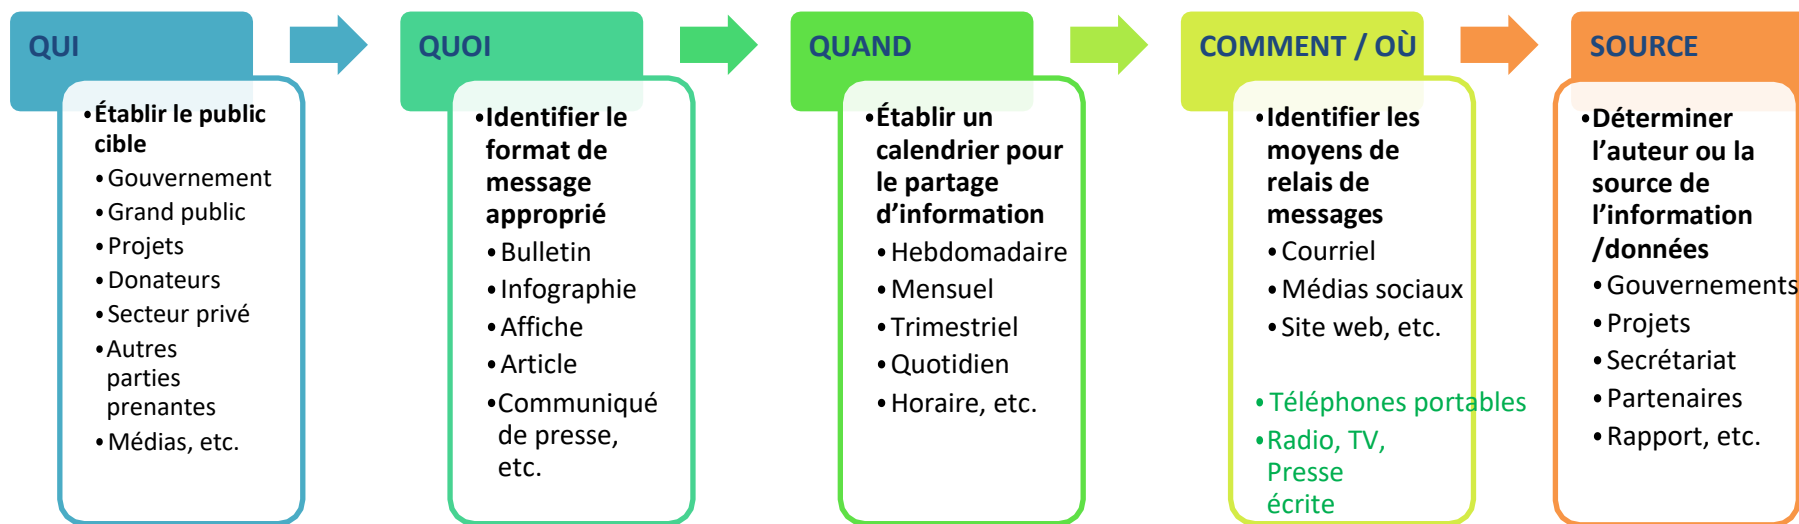 QUI
•Établir le public
cible
•Gouvernement
•Grand public
•Projets
•Donateurs
•Secteur privé
•Autres
parties
prenantes
•Médias, etc.
QUOI
•Identifier le
format de
message
approprié
•Bulletin
•Infographie
•Affiche
•Article
•Communiqué
de presse,
etc.
QUAND
•Établir un
calendrier pour
le partage
d’information
•Hebdomadaire
•Mensuel
•Trimestriel
•Quotidien
•Horaire, etc.
COMMENT / OÙ
•Identifier les
moyens de
relais de
messages
•Courriel
•Médias sociaux
•Site web, etc.
•Téléphones portables
•Radio, TV,
Presse
écrite
SOURCE
•Déterminer
l’auteur ou la
source de
l’information
/données
•Gouvernements
•Projets
•Secrétariat
•Partenaires
•Rapport, etc.